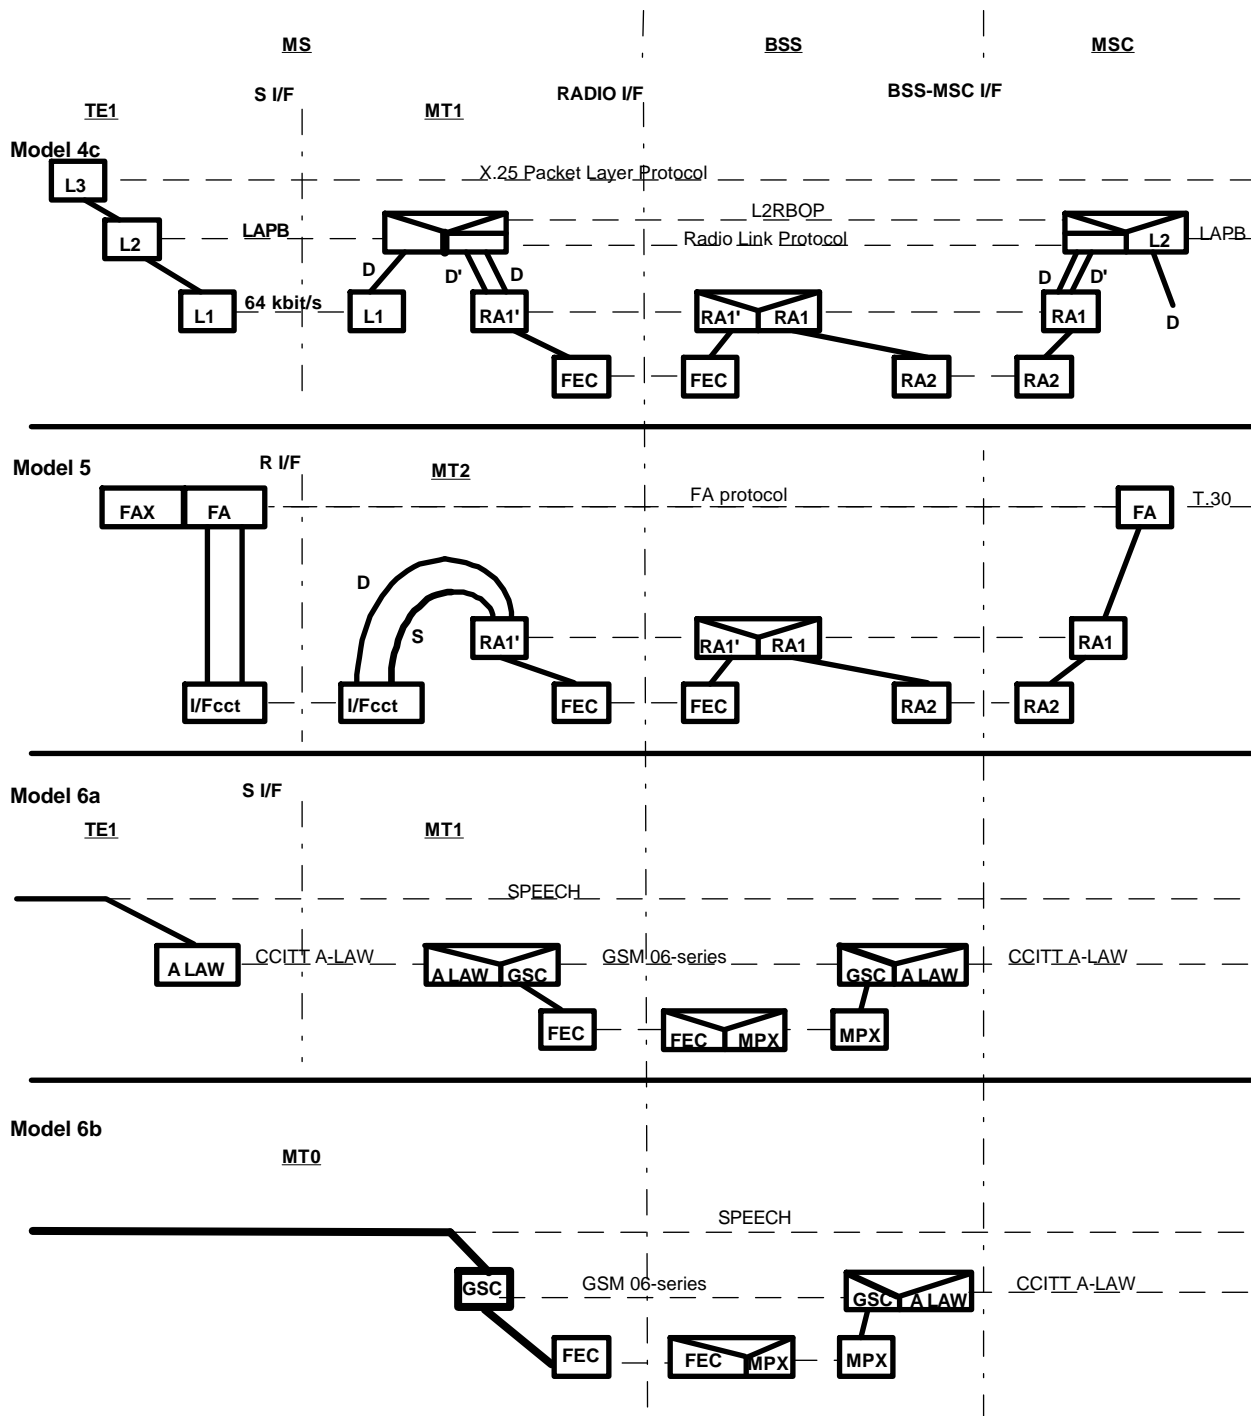 MS BSS MSC
S I/F RADIO I/F BSS-MSC I/F
TE1 MT1
Model 4c
X.25 Packet Layer Protocol
L3
L2RBOP
L2 LAPB Radio Link Protocol L2 LAPB
D D' D D D'
64 kbit/s
L1 L1 RA1' RA1' RA1 RA1 D
FEC FEC RA2 RA2
Model 5 R I/F MT2
FAX FA FA protocol FA T.30
D
S
RA1' RA1' RA1 RA1
I/Fcct I/Fcct FEC FEC RA2 RA2
Model 6a S I/F
TE1 MT1
SPEECH
A LAW CCITT A-LAW A LAW GSC GSM 06-series GSC A LAW CCITT A-LAW
FEC FEC MPX MPX
Model 6b
MT0
SPEECH
GSC GSM 06-series GSC A LAW CCITT A-LAW
FEC FEC MPX MPX